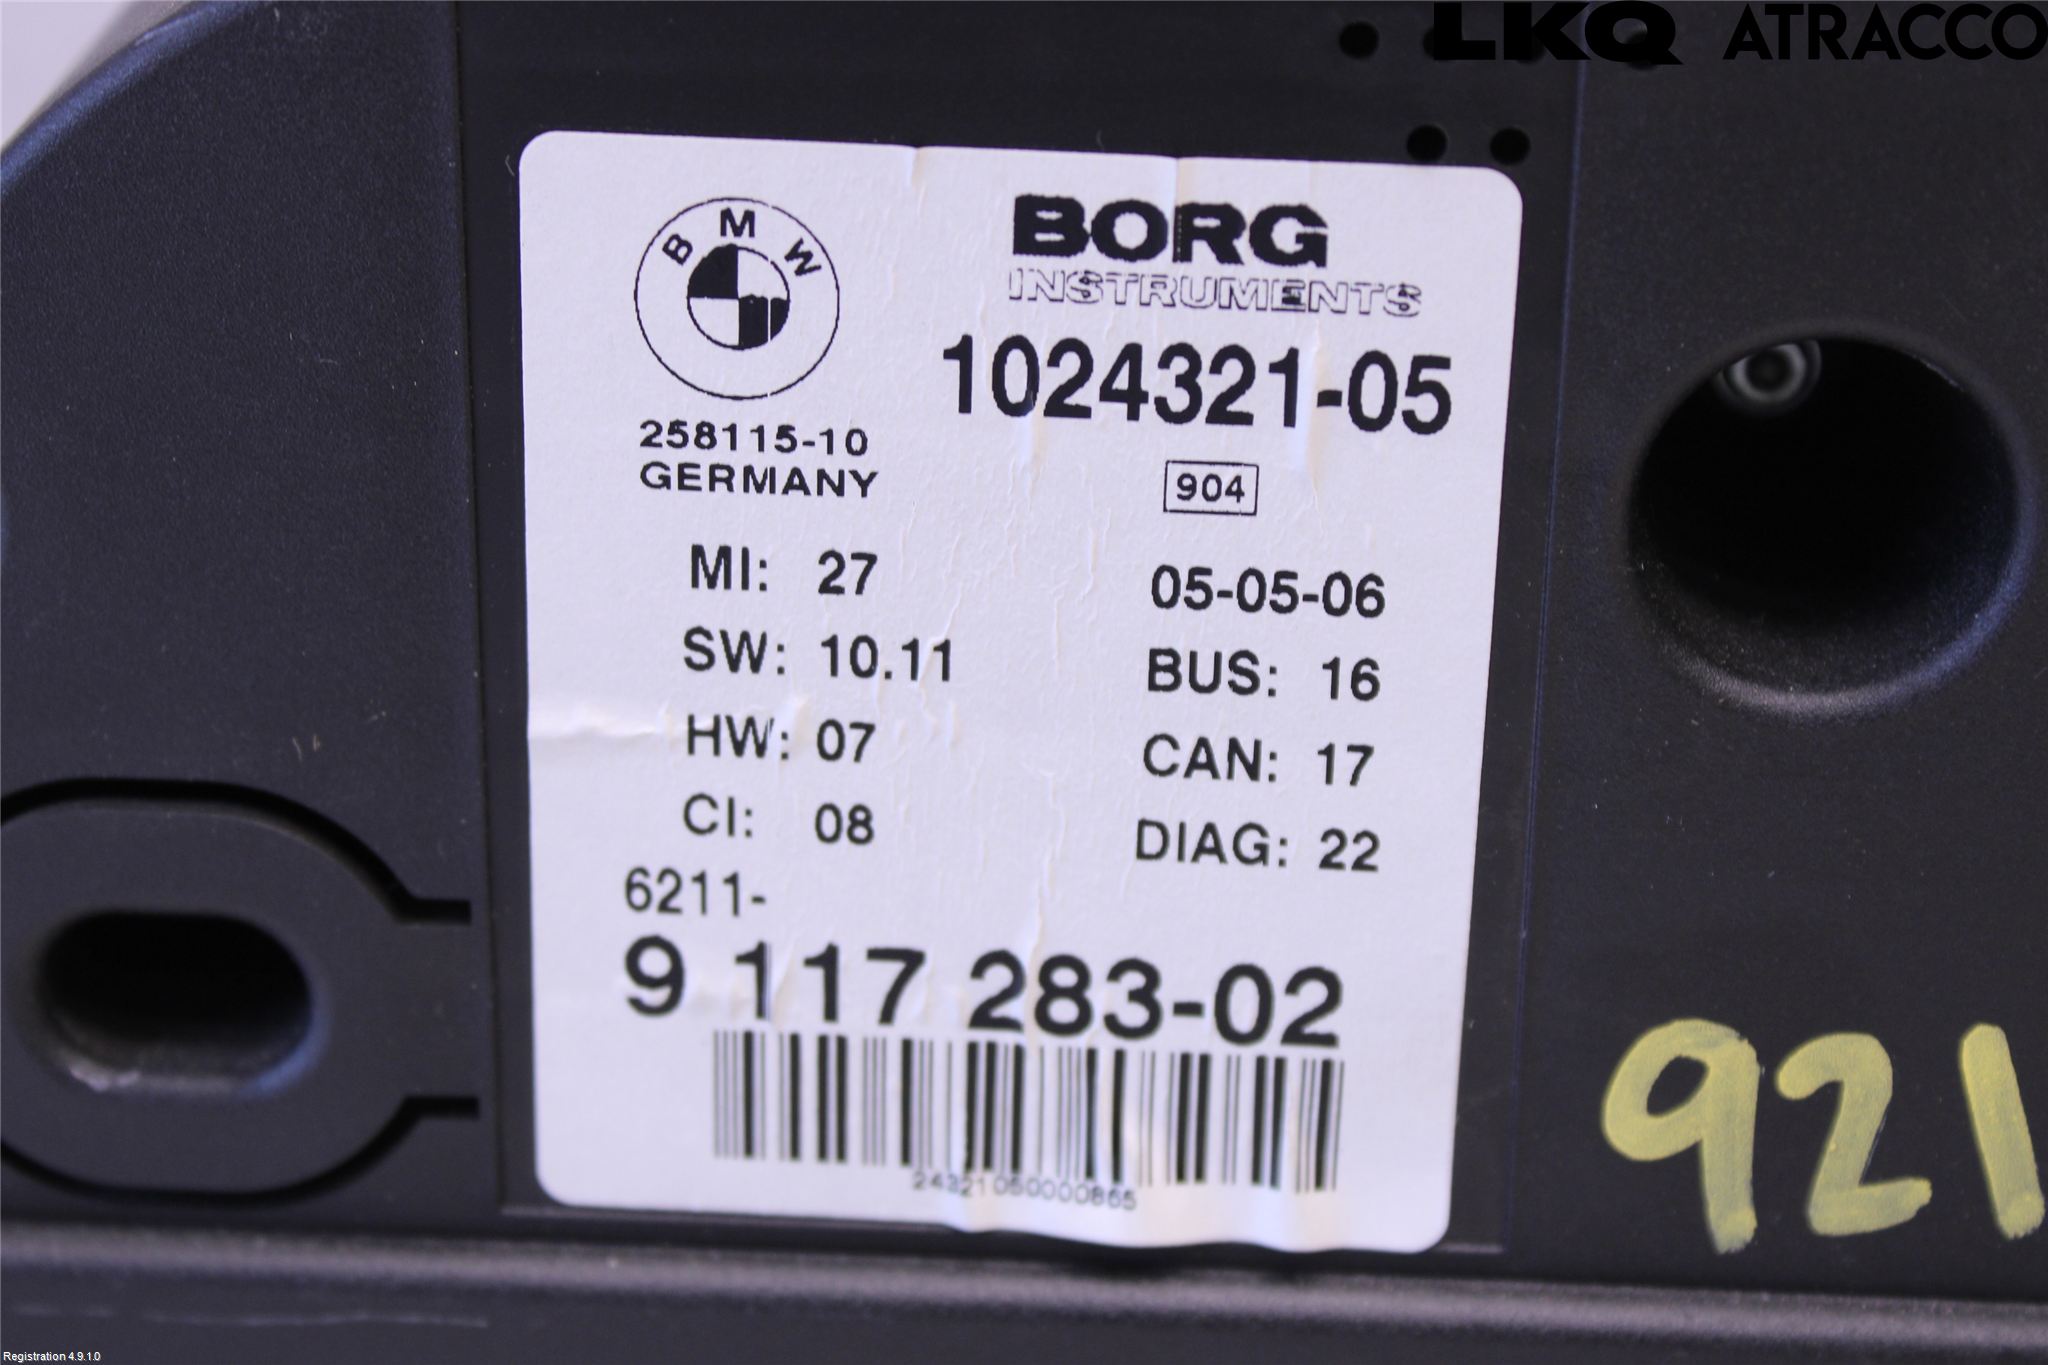 LKQ ATRACCO
BMW
BORG
INSTRUMENTS
1024321-05
258115-10
GERMANY
904
MI: 27
05-05-06
SW: 10.11
BUS: 16
HW: 07
CAN: 17
CI: 08
DIAG: 22
6211-
9 117 283-02
24321050000865
921
Registration 4.9.1.0